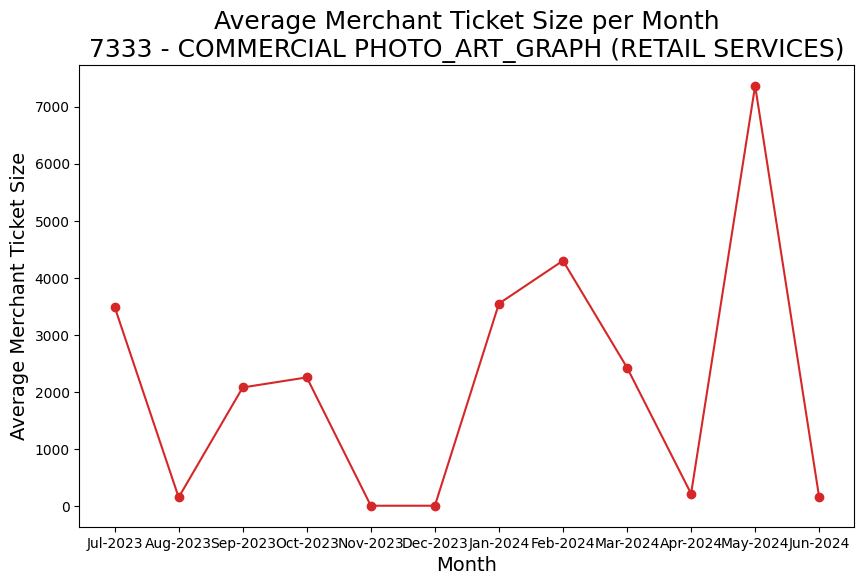 Average Merchant Ticket Size per Month
7333 - COMMERCIAL PHOTO_ART_GRAPH (RETAIL SERVICES)
Average Merchant Ticket Size
7000
6000
5000
4000
3000
2000
1000
0
Jul-2023 Aug-2023 Sep-2023 Oct-2023 Nov-2023 Dec-2023 Jan-2024 Feb-2024 Mar-2024 Apr-2024 May-2024 Jun-2024
Month